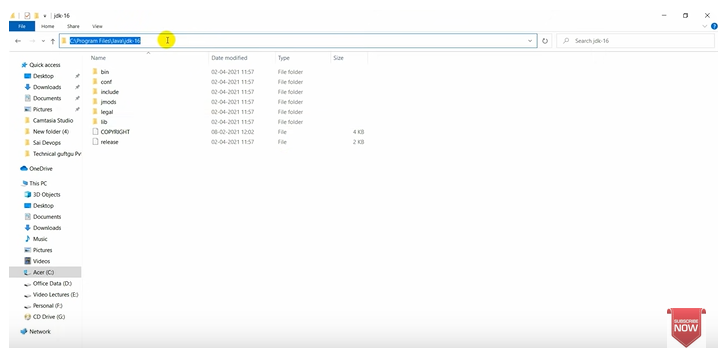 jdk-16
File Home Share View
C:\Program Files\Java\jdk-16
Search jdk-16
Name Date modified Type Size
Quick access
Desktop
Downloads
Documents
Pictures
Camtasia Studio
New folder (4)
Sai Devops
Technical guftgu Pv
OneDrive
This PC
3D Objects
Desktop
Documents
Downloads
Music
Pictures
Videos
Acer (C:)
Office Data (D:)
Video Lectures (E:)
Personal (F:)
CD Drive (G:)
Network
bin 02-04-2021 11:57 File folder
conf 02-04-2021 11:57 File folder
include 02-04-2021 11:57 File folder
jmods 02-04-2021 11:57 File folder
legal 02-04-2021 11:57 File folder
lib 02-04-2021 11:57 File folder
COPYRIGHT 08-02-2021 12:02 File 4 KB
release 02-04-2021 11:57 File 2 KB
SUBSCRIBE
NOW